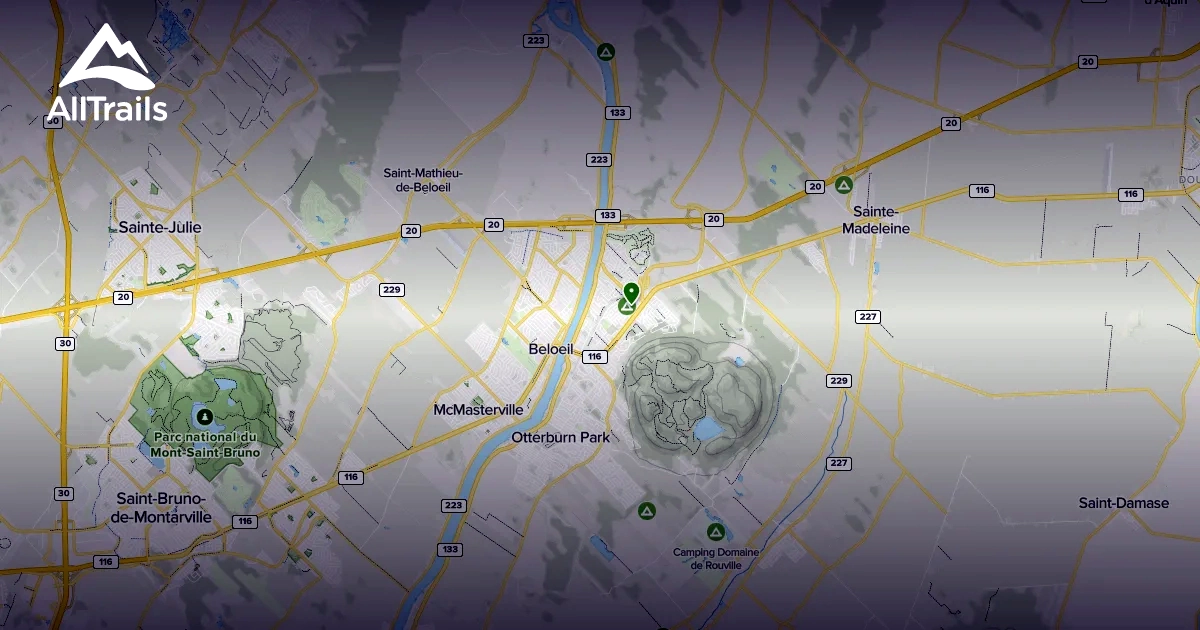 d'Aquin
223
20
AllTrails
30
133
20
223
Saint-Mathieu-
de-Beloeil
20
116
116
DOU
133
20
Sainte-
Madeleine
Sainte-Julie
20
20
229
20
227
30
Beloeil
116
229
McMasterville
Otterburn Park
Parc national du
Mont-Saint-Bruno
227
116
30
Saint-Bruno-
de-Montarville
223
Saint-Damase
116
133
Camping Domaine
de Rouville
116